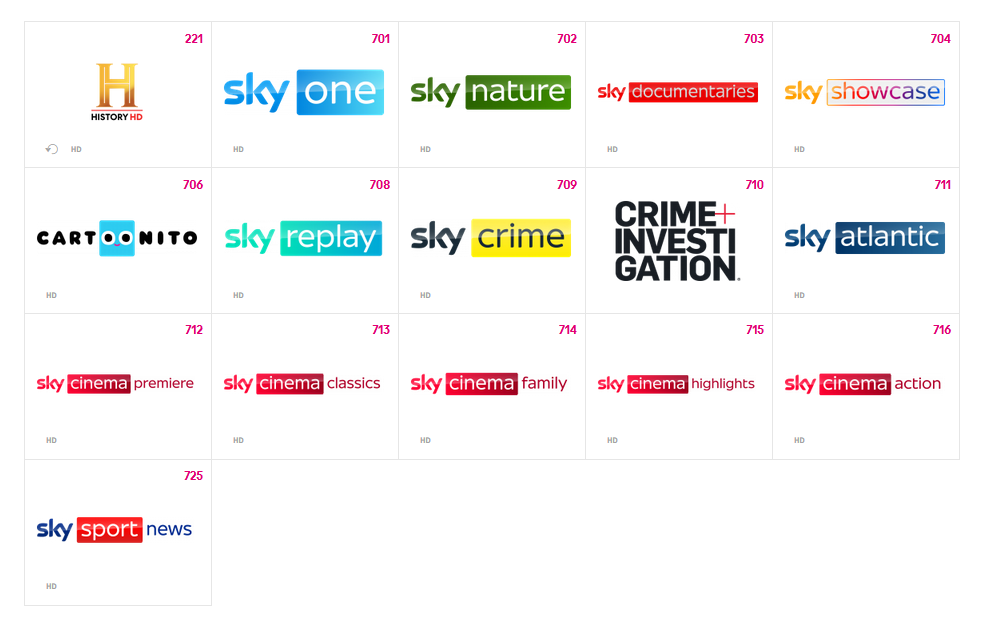 221
H
HISTORY HD
HD
701
sky one
HD
702
sky nature
HD
703
sky documentaries
HD
704
sky showcase
HD
706
CARTOONITO
HD
708
sky replay
HD
709
sky crime
HD
710
CRIME+
INVESTI
GATION.
711
sky atlantic
HD
712
sky cinema premiere
HD
713
sky cinema classics
HD
714
sky cinema family
HD
715
sky cinema highlights
HD
716
sky cinema action
HD
725
sky sport news
HD